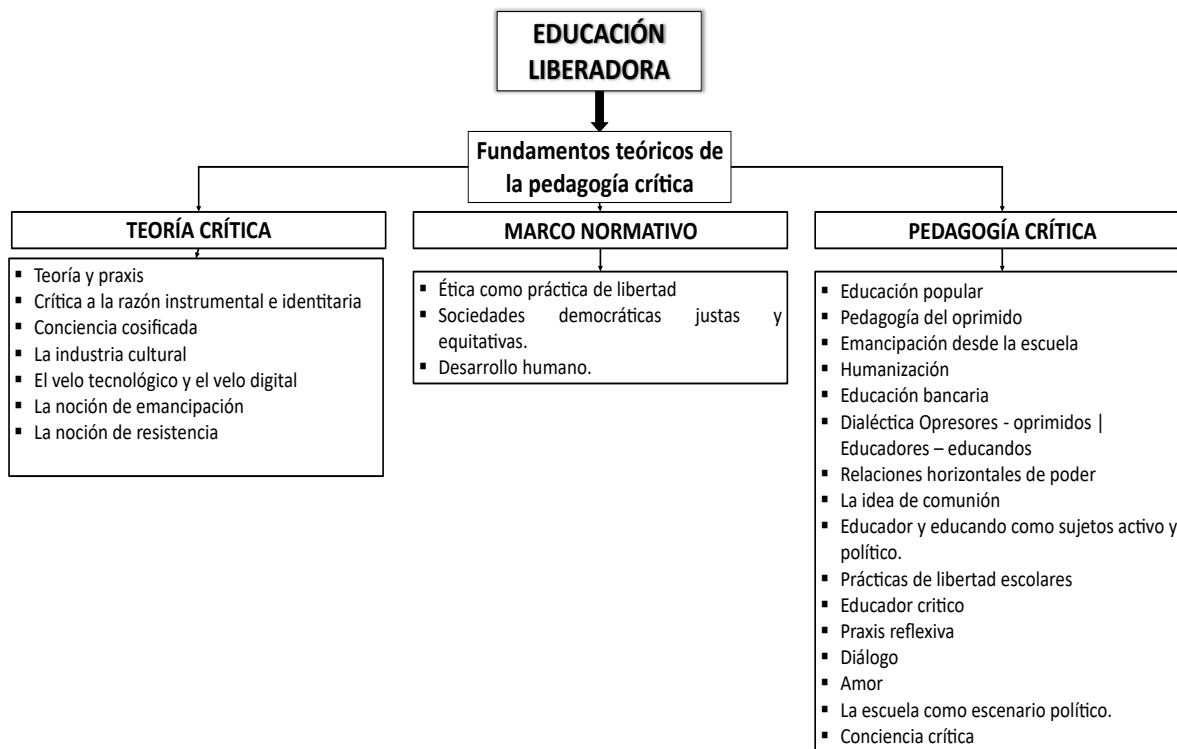 EDUCACIÓN
LIBERADORA
Fundamentos teóricos de
la pedagogía crítica
TEORÍA CRÍTICA
▪ Teoría y praxis
▪ Crítica a la razón instrumental e identitaria
▪ Conciencia cosificada
▪ La industria cultural
▪ El velo tecnológico y el velo digital
▪ La noción de emancipación
▪ La noción de resistencia
MARCO NORMATIVO
▪ Ética como práctica de libertad
▪ Sociedades democráticas justas y
equitativas.
▪ Desarrollo humano.
PEDAGOGÍA CRÍTICA
▪ Educación popular
▪ Pedagogía del oprimido
▪ Emancipación desde la escuela
▪ Humanización
▪ Educación bancaria
▪ Dialéctica Opresores - oprimidos |
Educadores – educandos
▪ Relaciones horizontales de poder
▪ La idea de comunión
▪ Educador y educando como sujetos activo y
político.
▪ Prácticas de libertad escolares
▪ Educador critico
▪ Praxis reflexiva
▪ Diálogo
▪ Amor
▪ La escuela como escenario político.
▪ Conciencia crítica